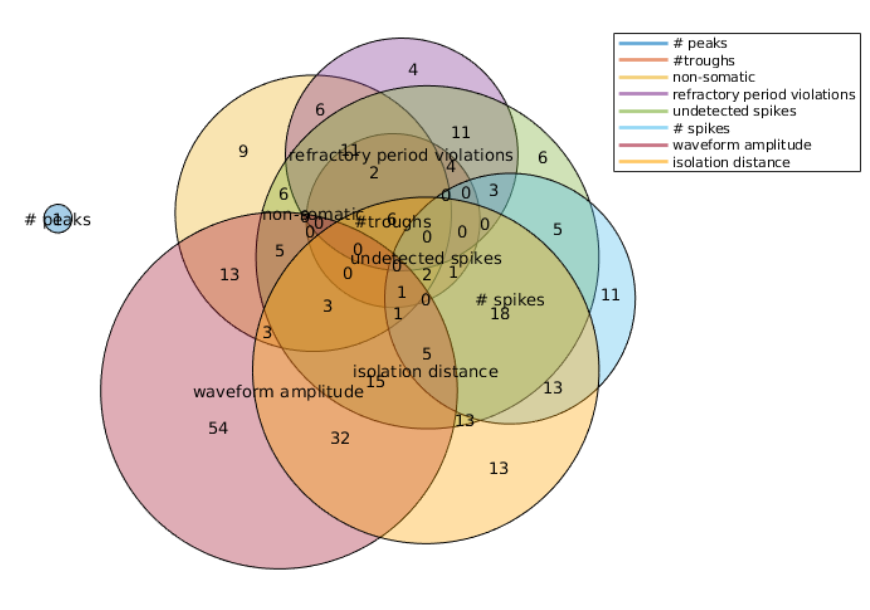 4
# peaks
#troughs
non-somatic
refractory period violations
undetected spikes
# spikes
waveform amplitude
isolation distance
6
11
9
11
refractory period violations
6
4
2
6
0
0
3
non-somatic
0
#troughs
6
0
5
# peaks
1
0
0
0
5
0
undetected spikes
13
0
0
2
1
11
1
0
# spikes
3
1
18
3
5
isolation distance
15
waveform amplitude
13
54
32
13
13